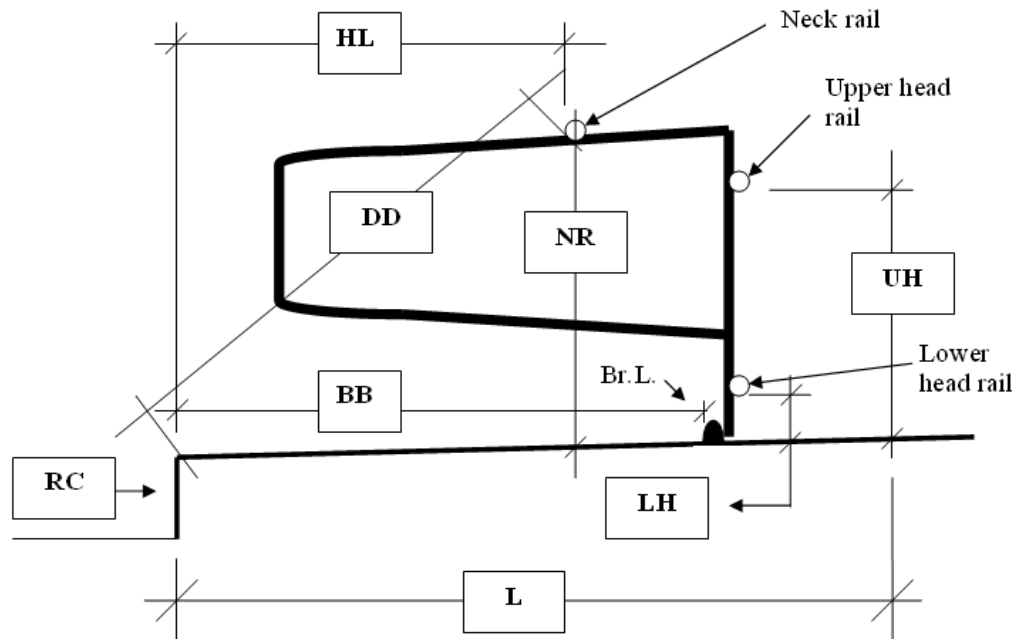 HL
Neck rail
Upper head
rail
DD
NR
UH
Lower
head rail
Br.L.
BB
RC
LH
L